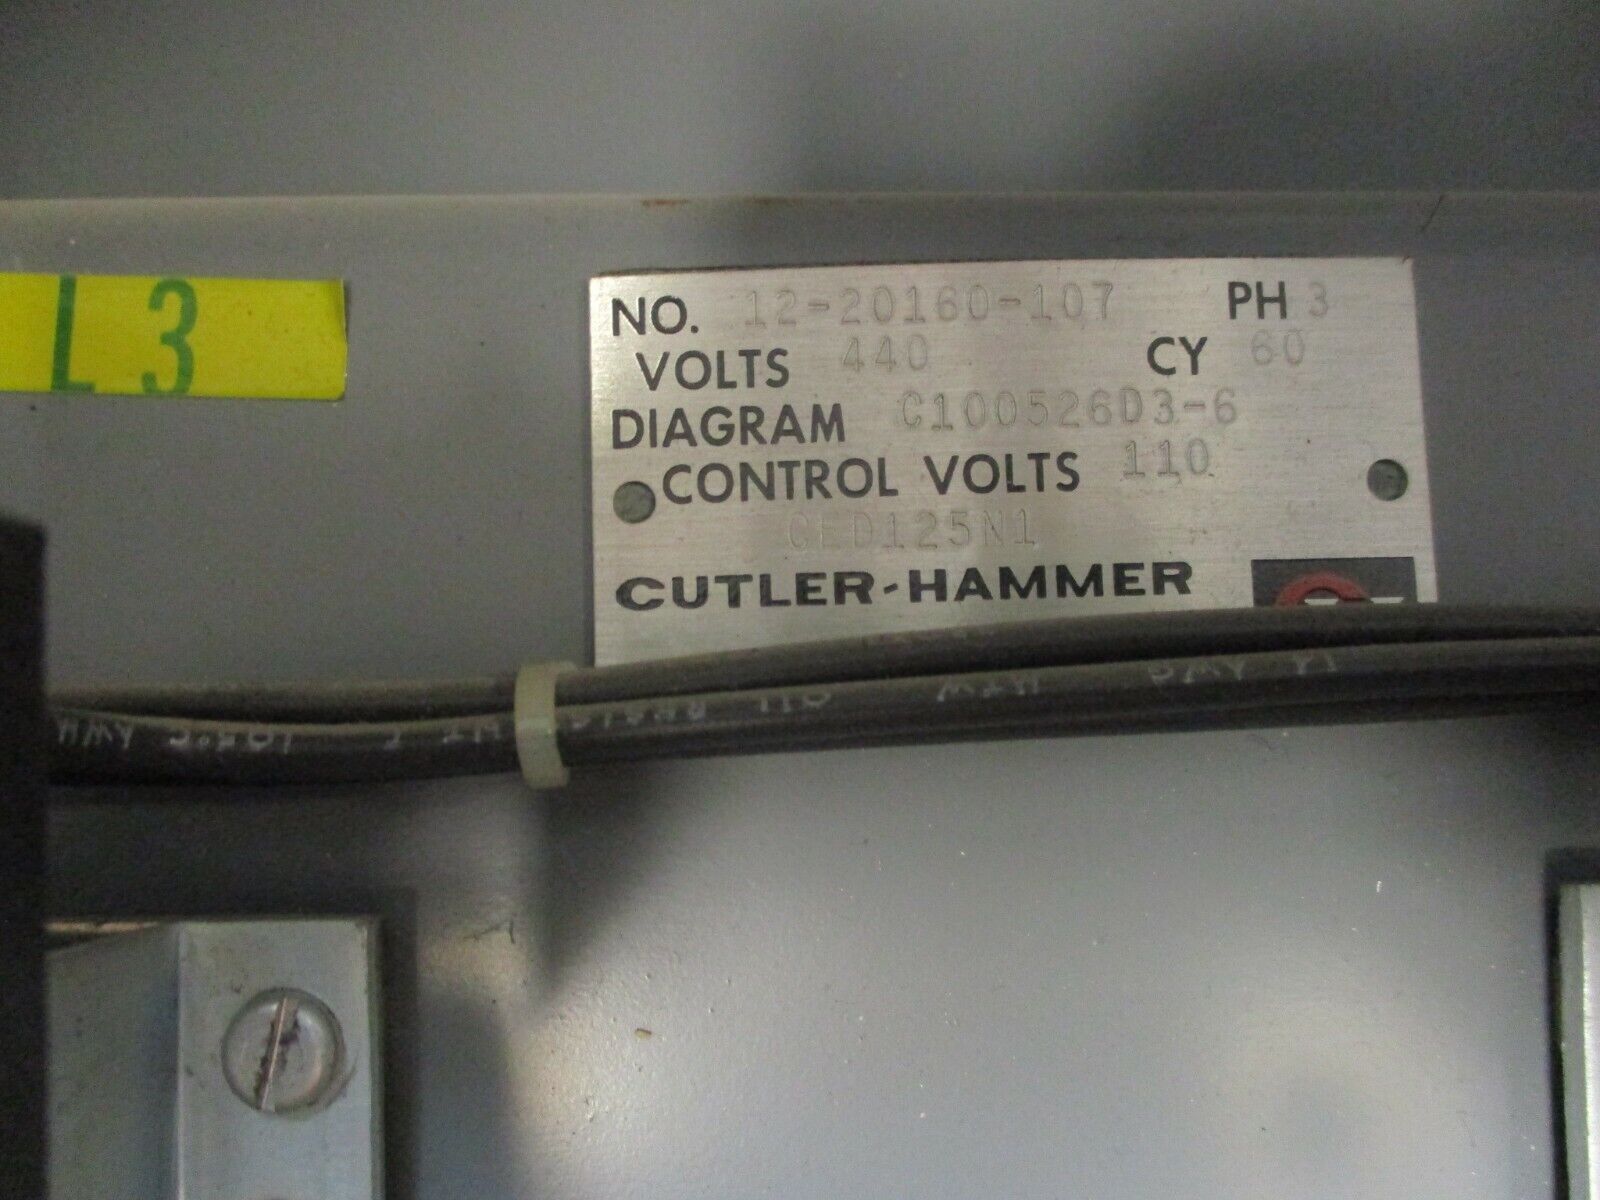 L3
NO. 12-20160-107 PH 3
VOLTS 440 CY 60
DIAGRAM C100526D3-6
CONTROL VOLTS 110
CUTLER-HAMMER